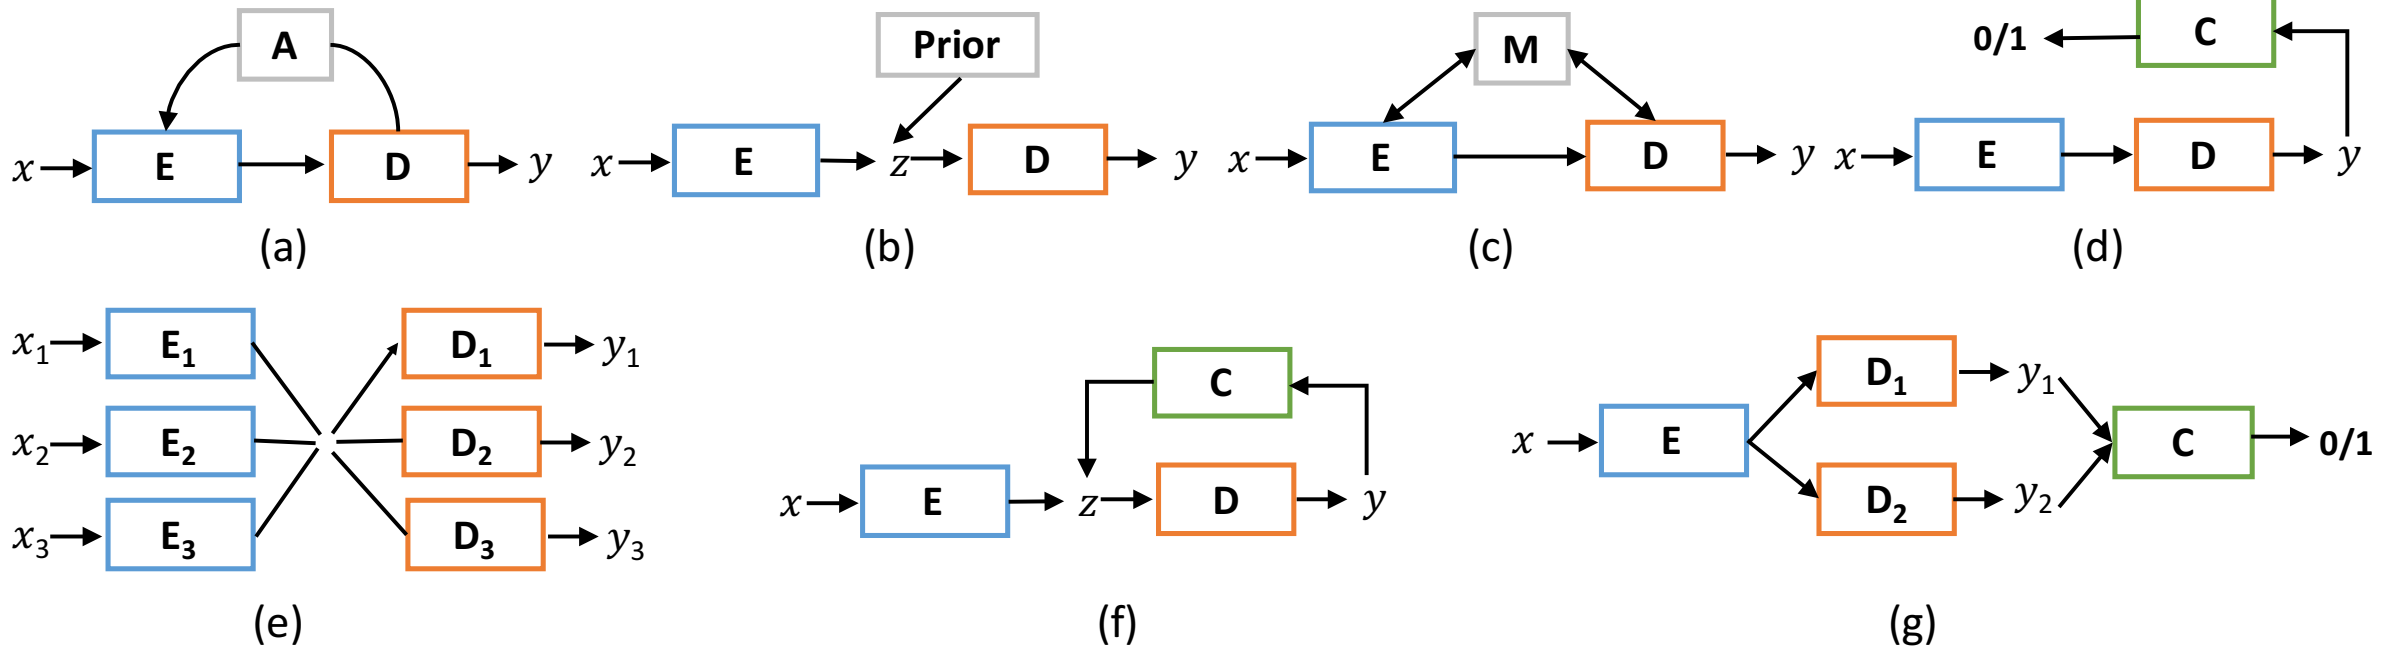 A
x E D y
(a)
Prior
x E z D y
(b)
M
x E D y
(c)
0/1 C
x E D y
(d)
x₁ E₁ D₁ y₁
x₂ E₂ D₂ y₂
x₃ E₃ D₃ y₃
(e)
C
x E z D y
(f)
D₁ y₁
x E C 0/1
D₂ y₂
(g)